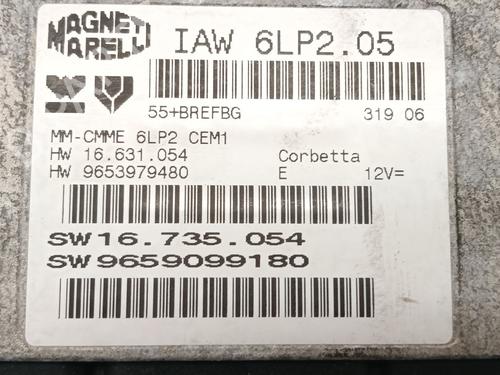 MAGNETI
MARELLI
IAW 6LP2.05
55+BREFBG
319 06
MM-CMME 6LP2 CEM1
HW 16.631.054
Corbetta
HW 9653979480
E
12V=
SW16.735.054
SW9659099180